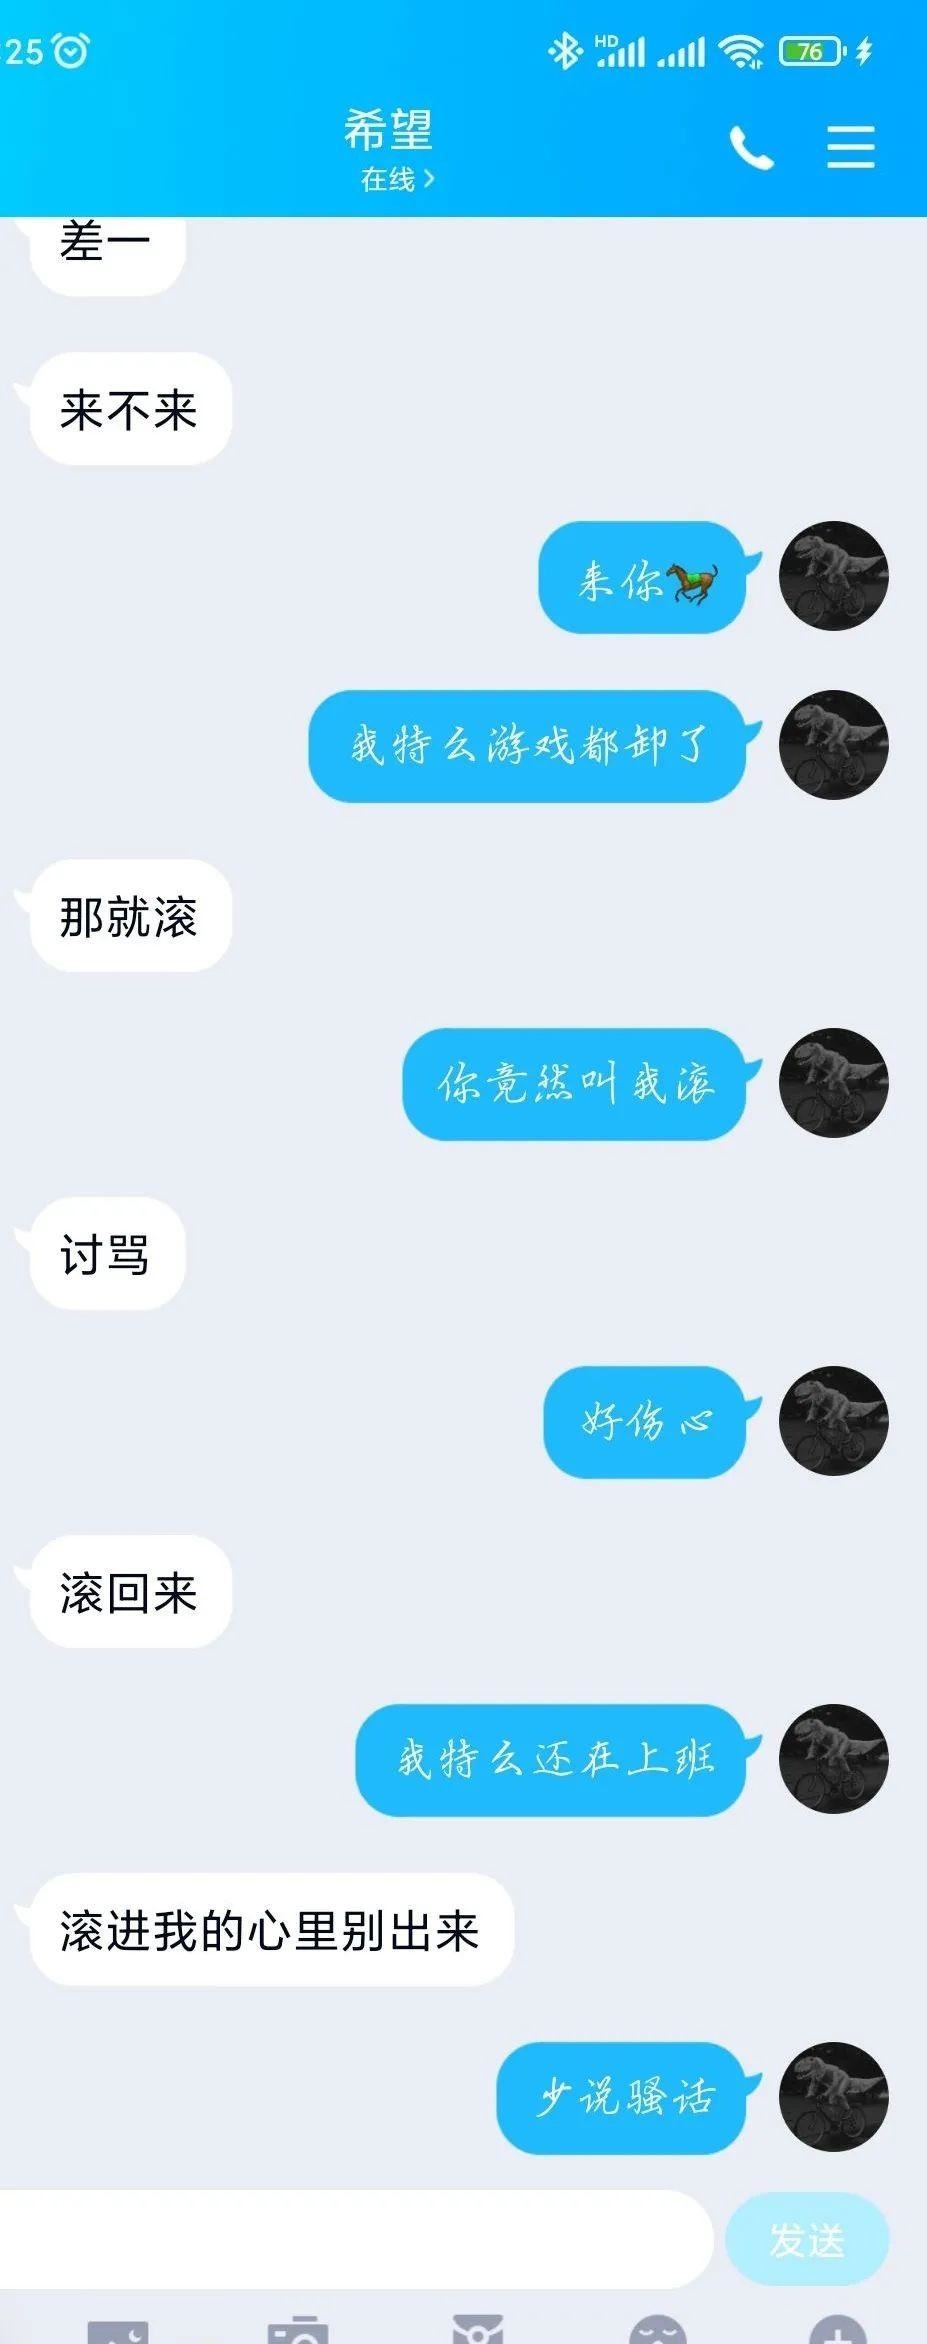 :25
HD
76
希望
在线
差一
来不来
来你🐎
我特么游戏都卸了
那就滚
你竟然叫我滚
讨骂
好伤心
滚回来
我特么还在上班
滚进我的心里别出来
少说骚话
发送